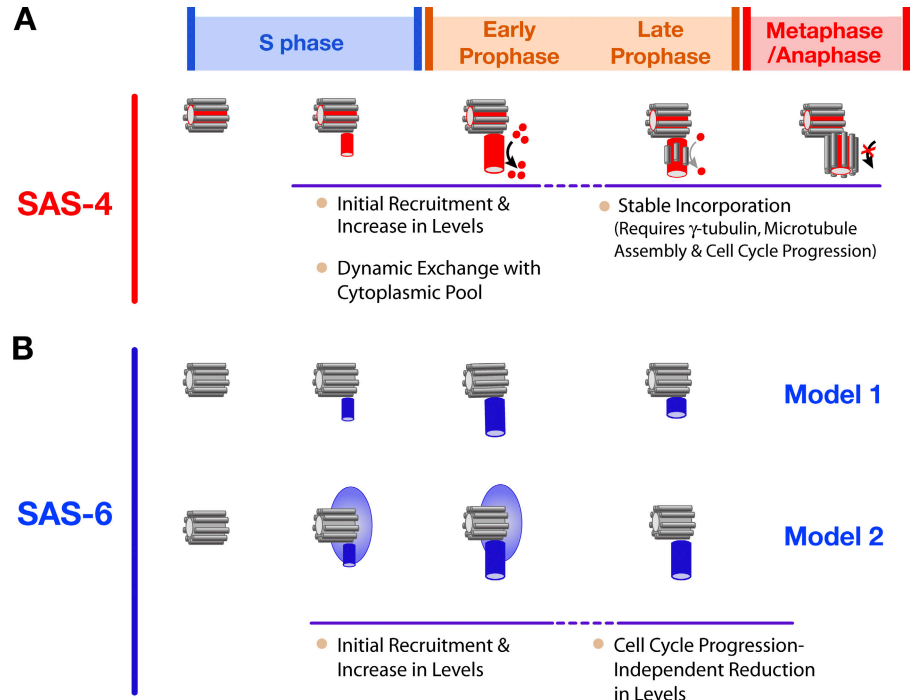 A
S phase
Early
Prophase
Late
Prophase
Metaphase
/Anaphase
SAS-4
Initial Recruitment &
Increase in Levels
Dynamic Exchange with
Cytoplasmic Pool
Stable Incorporation
(Requires γ-tubulin, Microtubule
Assembly & Cell Cycle Progression)
B
SAS-6
Model 1
Model 2
Initial Recruitment &
Increase in Levels
Cell Cycle Progression-
Independent Reduction
in Levels